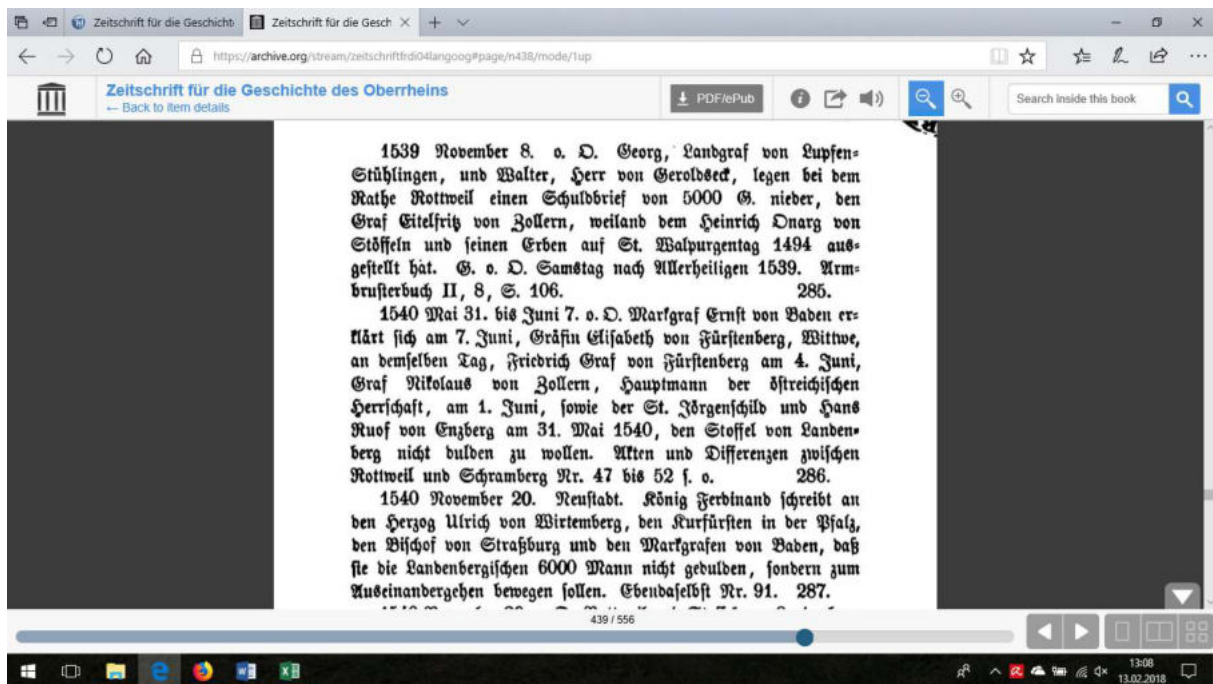 Zeitschrift für die Geschicht
Zeitschrift für die Gesch
https://archive.org/stream/zeitschriftfrdi04langoog#page/n438/mode/1up
Zeitschrift für die Geschichte des Oberrheins
← Back to item details
PDF/ePub
Search inside this book
1539 November 8. o. O. Georg, Landgraf von Lupfen-
Stühlingen, und Walter, Herr von Geroldseck, legen bei dem
Rathe Rottweil einen Schuldbrief von 5000 G. nieder, den
Graf Eitelfritz von Zollern, weiland dem Heinrich Onarg von
Stöffeln und seinen Erben auf St. Walpurgentag 1494 aus-
gestellt hat. G. o. O. Samstag nach Allerheiligen 1539. Arm-
brusterbuch II, 8, S. 106. 285.
1540 Mai 31. bis Juni 7. o. O. Markgraf Ernst von Baden er-
klärt sich am 7. Juni, Gräfin Elisabeth von Fürstenberg, Wittwe,
an demselben Tag, Friedrich Graf von Fürstenberg am 4. Juni,
Graf Nikolaus von Zollern, Hauptmann der östreichischen
Herrschaft, am 1. Juni, sowie der St. Jörgenschild und Hans
Ruof von Enzberg am 31. Mai 1540, den Stoffel von Landen-
berg nicht dulden zu wollen. Akten und Differenzen zwischen
Rottweil und Schramberg Nr. 47 bis 52 s. o. 286.
1540 November 20. Neustadt. König Ferdinand schreibt an
den Herzog Ulrich von Wirtemberg, den Kurfürsten in der Pfalz,
den Bischof von Straßburg und den Markgrafen von Baden, daß
sie die Landenbergischen 6000 Mann nicht gedulden, sondern zum
Auseinandergehen bewegen sollen. Ebendaselbst Nr. 91. 287.
439 / 556
13:08
13.02.2018